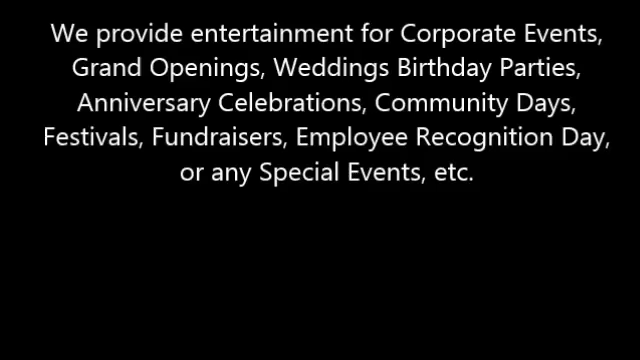 We provide entertainment for Corporate Events,
Grand Openings, Weddings Birthday Parties,
Anniversary Celebrations, Community Days,
Festivals, Fundraisers, Employee Recognition Day,
or any Special Events, etc.